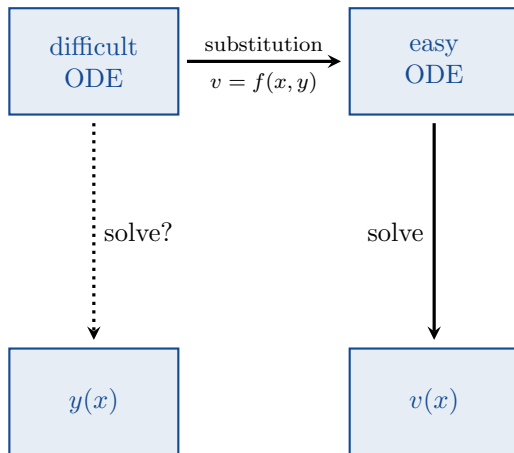 difficult
ODE
substitution
v = f(x, y)
easy
ODE
solve?
solve
y(x)
v(x)